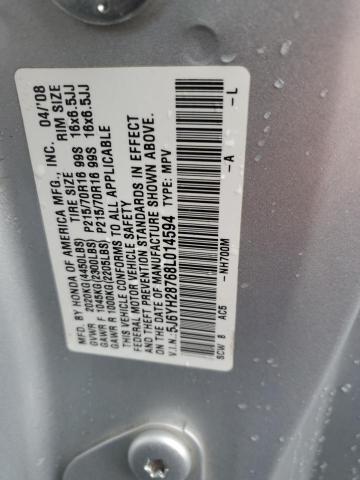 MFD. BY HONDA OF AMERICA MFG., INC. 04/'08
TIRE SIZE RIM SIZE
GVWR 2020KG(4450LBS)
GAWR F 1045KG(2300LBS) P215/70R16 99S 16x6.5JJ
GAWR R 1000KG(2205LBS) P215/70R16 99S 16x6.5JJ
THIS VEHICLE CONFORMS TO ALL APPLICABLE
FEDERAL MOTOR VEHICLE SAFETY
AND THEFT PREVENTION STANDARDS IN EFFECT
ON THE DATE OF MANUFACTURE SHOWN ABOVE.
V.I.N.: 5J6YH28768L014594 TYPE: MPV
-NH700M -A -L
SCW 8 AC5